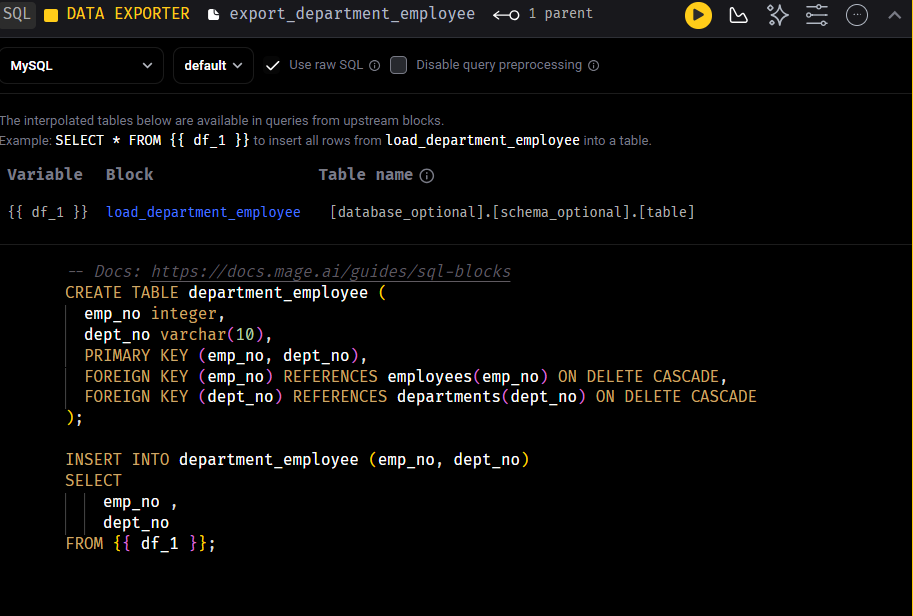 SQL DATA EXPORTER export_department_employee 1 parent
MySQL default Use raw SQL Disable query preprocessing
The interpolated tables below are available in queries from upstream blocks.
Example: SELECT * FROM {{ df_1 }} to insert all rows from load_department_employee into a table.
Variable Block Table name
{{ df_1 }} load_department_employee [database_optional].[schema_optional].[table]
-- Docs: https://docs.mage.ai/guides/sql-blocks
CREATE TABLE department_employee (
emp_no integer,
dept_no varchar(10),
PRIMARY KEY (emp_no, dept_no),
FOREIGN KEY (emp_no) REFERENCES employees(emp_no) ON DELETE CASCADE,
FOREIGN KEY (dept_no) REFERENCES departments(dept_no) ON DELETE CASCADE
);
INSERT INTO department_employee (emp_no, dept_no)
SELECT
emp_no ,
dept_no
FROM {{ df_1 }};